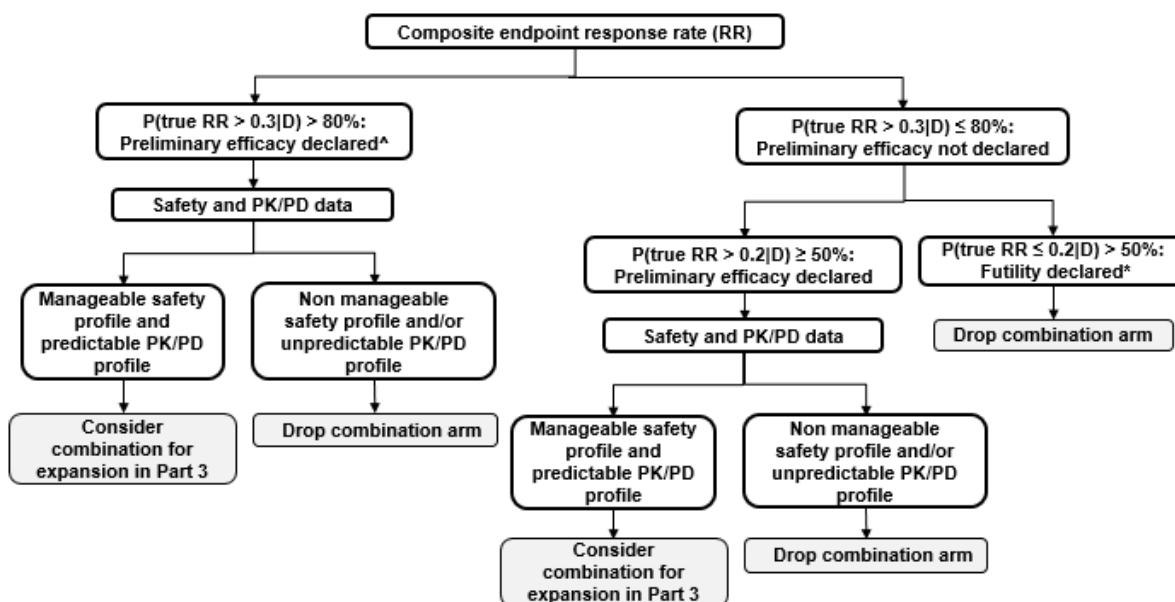 Composite endpoint response rate (RR)
P(true RR > 0.3|D) > 80%:
Preliminary efficacy declared^
P(true RR > 0.3|D) ≤ 80%:
Preliminary efficacy not declared
Safety and PK/PD data
P(true RR > 0.2|D) ≥ 50%:
Preliminary efficacy declared
P(true RR ≤ 0.2|D) > 50%:
Futility declared*
Manageable safety
profile and
predictable PK/PD
profile
Non manageable
safety profile and/or
unpredictable PK/PD
profile
Safety and PK/PD data
Drop combination arm
Consider
combination for
expansion in Part 3
Drop combination arm
Manageable safety
profile and
predictable PK/PD
profile
Non manageable
safety profile and/or
unpredictable PK/PD
profile
Consider
combination for
expansion in Part 3
Drop combination arm